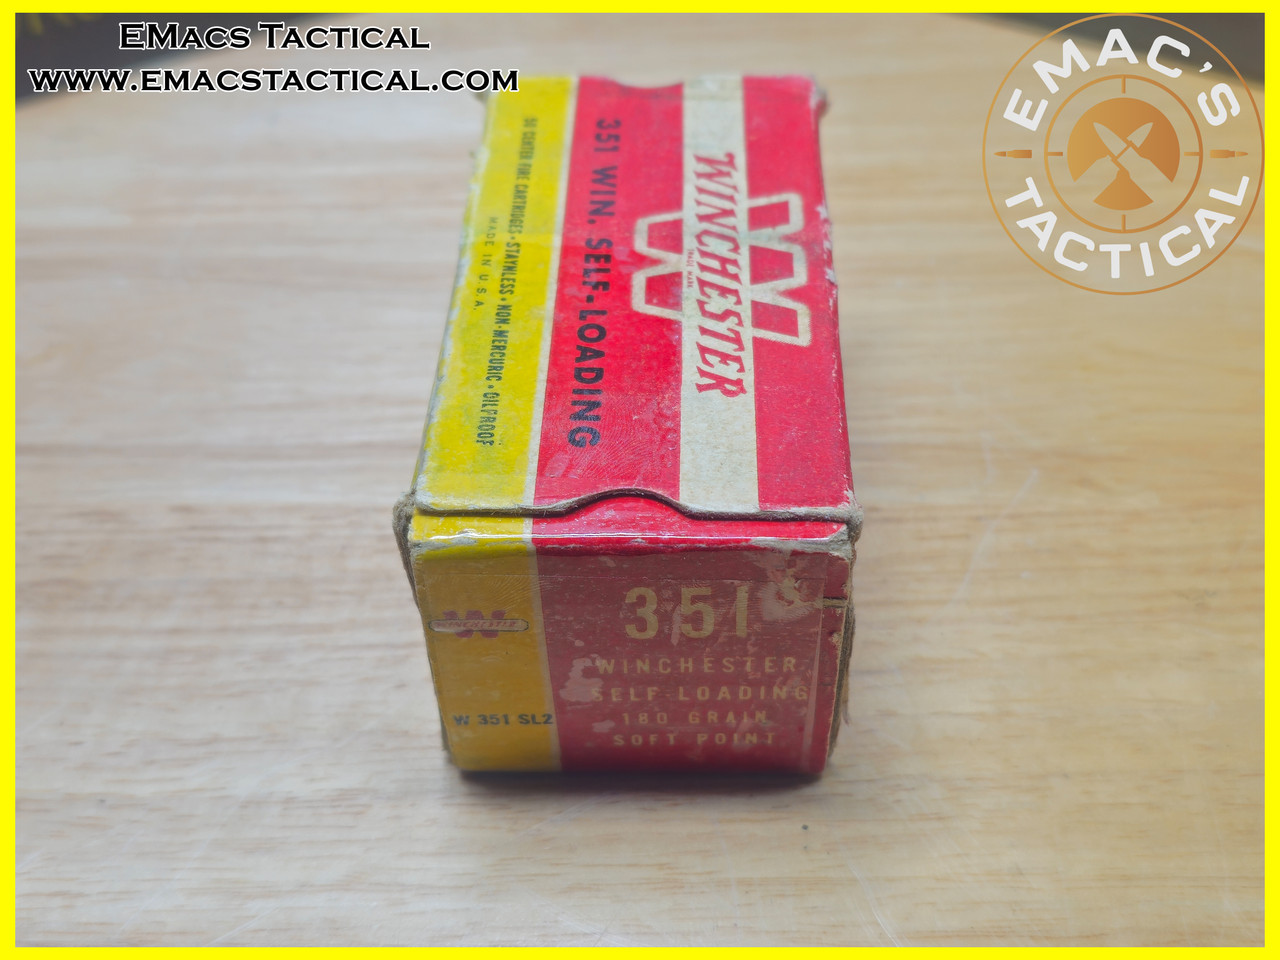 EMACS TACTICAL
WWW.EMACSTACTICAL.COM
EMAC'S
TACTICAL
WINCHESTER
TRADE MARK
351 WIN. SELF-LOADING
50 CENTER FIRE CARTRIDGES • STAYNLESS • NON-MERCURIC • OILPROOF
MADE IN U.S.A.
WINCHESTER
W 351 SL2
351
WINCHESTER
SELF-LOADING
180 GRAIN
SOFT POINT